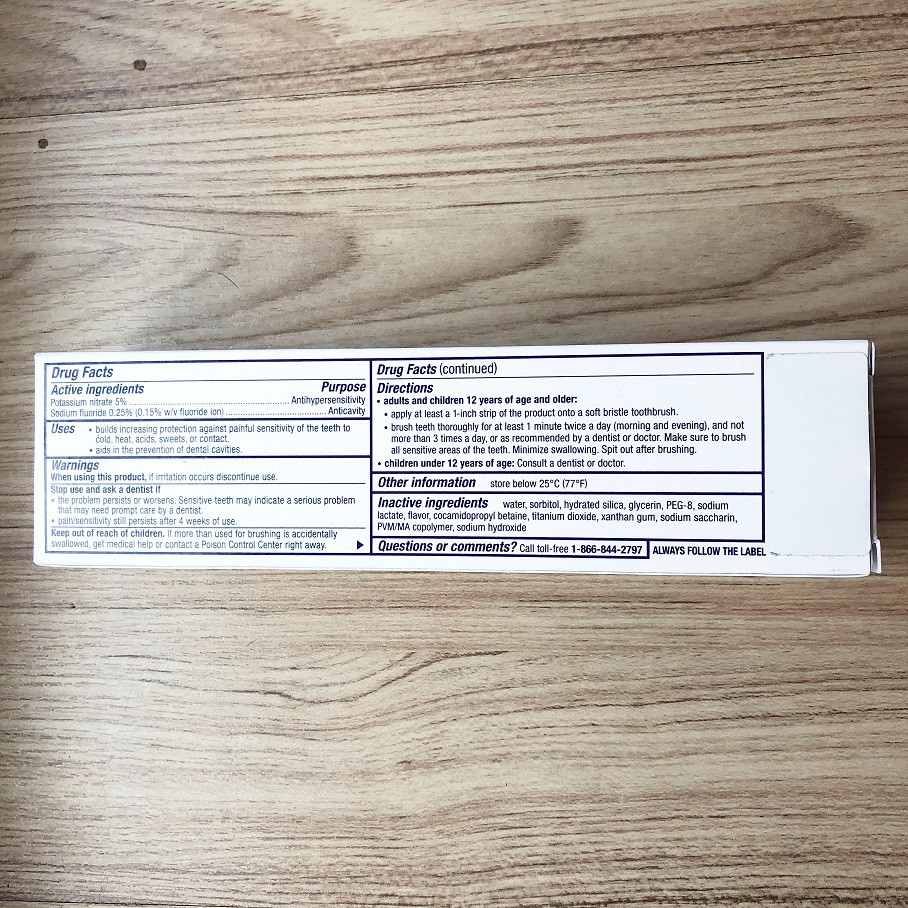 Drug Facts
Active ingredients Purpose
Potassium nitrate 5%........................................Antihypersensitivity
Sodium fluoride 0.25% (0.15% w/v fluoride ion)........................Anticavity
Uses • builds increasing protection against painful sensitivity of the teeth to
cold, heat, acids, sweets, or contact.
• aids in the prevention of dental cavities.
Warnings
When using this product, if irritation occurs discontinue use.
Stop use and ask a dentist if
• the problem persists or worsens. Sensitive teeth may indicate a serious problem
that may need prompt care by a dentist.
• pain/sensitivity still persists after 4 weeks of use.
Keep out of reach of children. If more than used for brushing is accidentally
swallowed, get medical help or contact a Poison Control Center right away.
Drug Facts (continued)
Directions
• adults and children 12 years of age and older:
• apply at least a 1-inch strip of the product onto a soft bristle toothbrush.
• brush teeth thoroughly for at least 1 minute twice a day (morning and evening), and not
more than 3 times a day, or as recommended by a dentist or doctor. Make sure to brush
all sensitive areas of the teeth. Minimize swallowing. Spit out after brushing.
• children under 12 years of age: Consult a dentist or doctor.
Other information store below 25°C (77°F)
Inactive ingredients water, sorbitol, hydrated silica, glycerin, PEG-8, sodium
lactate, flavor, cocamidopropyl betaine, titanium dioxide, xanthan gum, sodium saccharin,
PVM/MA copolymer, sodium hydroxide
Questions or comments? Call toll-free 1-866-844-2797 ALWAYS FOLLOW THE LABEL